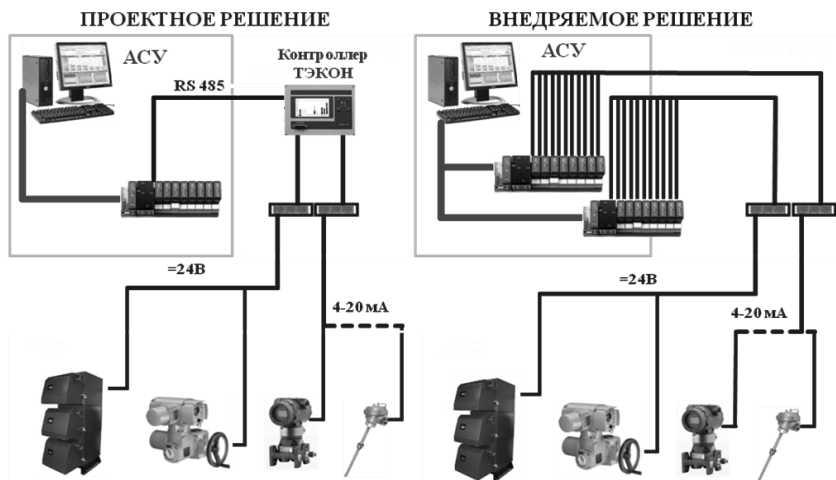 ПРОЕКТНОЕ РЕШЕНИЕ
ВНЕДРЯЕМОЕ РЕШЕНИЕ
АСУ
Контроллер
ТЭКОН
RS 485
=24В
4-20 мА
АСУ
=24В
4-20 мА